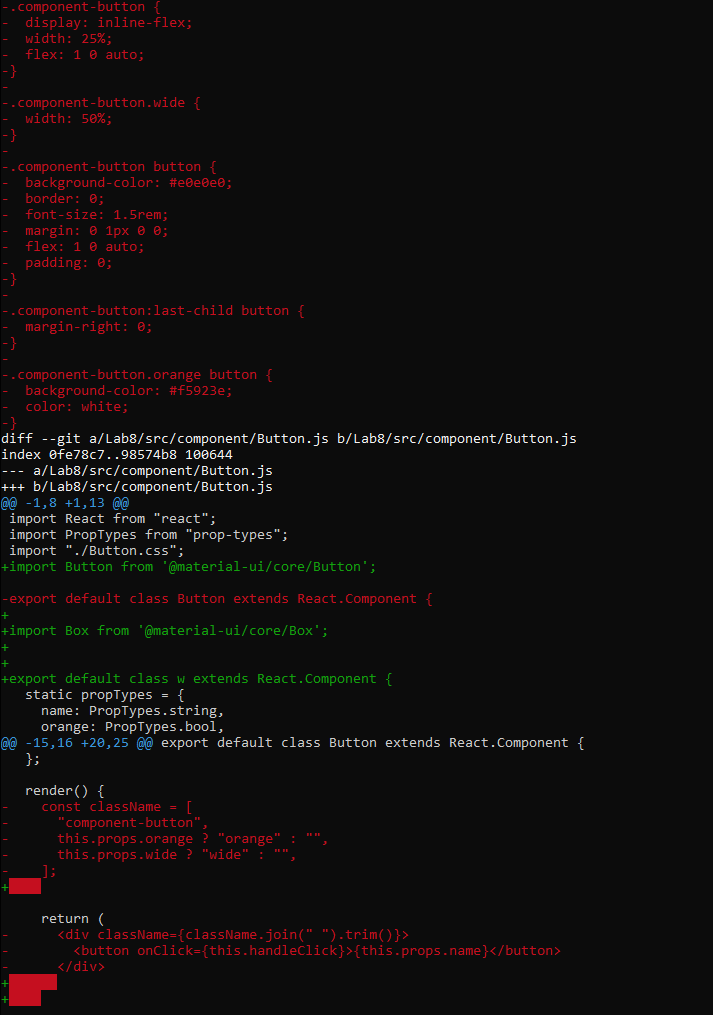 -.component-button {
-  display: inline-flex;
-  width: 25%;
-  flex: 1 0 auto;
-}
-
-.component-button.wide {
-  width: 50%;
-}
-
-.component-button button {
-  background-color: #e0e0e0;
-  border: 0;
-  font-size: 1.5rem;
-  margin: 0 1px 0 0;
-  flex: 1 0 auto;
-  padding: 0;
-}
-
-.component-button:last-child button {
-  margin-right: 0;
-}
-
-.component-button.orange button {
-  background-color: #f5923e;
-  color: white;
-}
diff --git a/Lab8/src/component/Button.js b/Lab8/src/component/Button.js
index 0fe78c7..98574b8 100644
--- a/Lab8/src/component/Button.js
+++ b/Lab8/src/component/Button.js
@@ -1,8 +1,13 @@
 import React from "react";
 import PropTypes from "prop-types";
 import "./Button.css";
+import Button from '@material-ui/core/Button';

-export default class Button extends React.Component {
+
+import Box from '@material-ui/core/Box';
+
+
+export default class w extends React.Component {
   static propTypes = {
     name: PropTypes.string,
     orange: PropTypes.bool,
@@ -15,16 +20,25 @@ export default class Button extends React.Component {
   };

   render() {
-    const className = [
-      "component-button",
-      this.props.orange ? "orange" : "",
-      this.props.wide ? "wide" : "",
-    ];
+

     return (
-      <div className={className.join(" ").trim()}>
-        <button onClick={this.handleClick}>{this.props.name}</button>
-      </div>
+
+